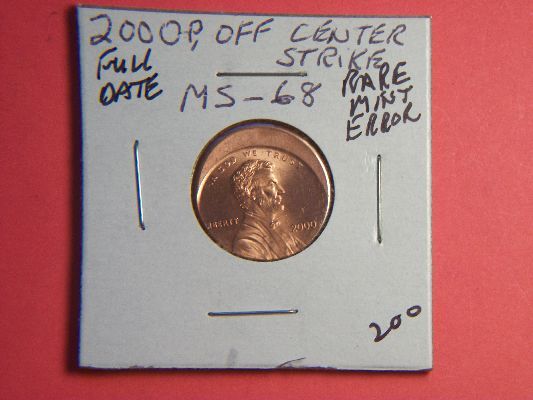 2000P, OFF CENTER
STRIKE
FULL
DATE
MS-68
RARE
MINT
ERROR
IN GOD WE TRUST
LIBERTY
2000
200